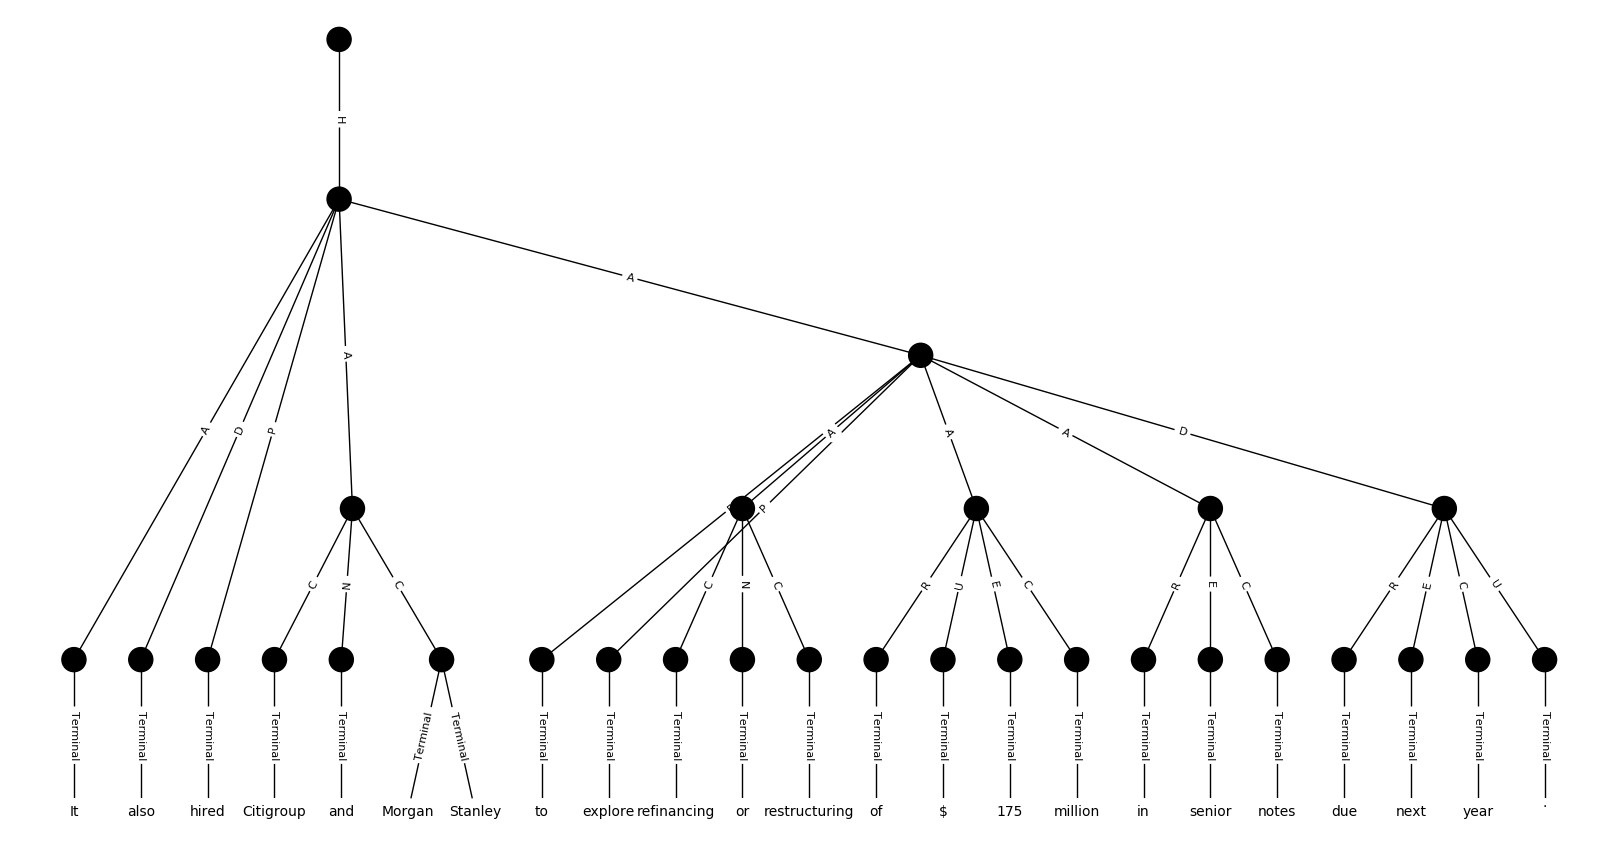 H
A
A
A D P
A A A D
P
C N C
C N C
R U E C
R E C
R E C U
Terminal Terminal Terminal Terminal Terminal Terminal Terminal Terminal Terminal Terminal Terminal Terminal Terminal Terminal Terminal Terminal Terminal Terminal Terminal Terminal Terminal Terminal Terminal
It also hired Citigroup and Morgan Stanley to explore refinancing or restructuring of $ 175 million in senior notes due next year .